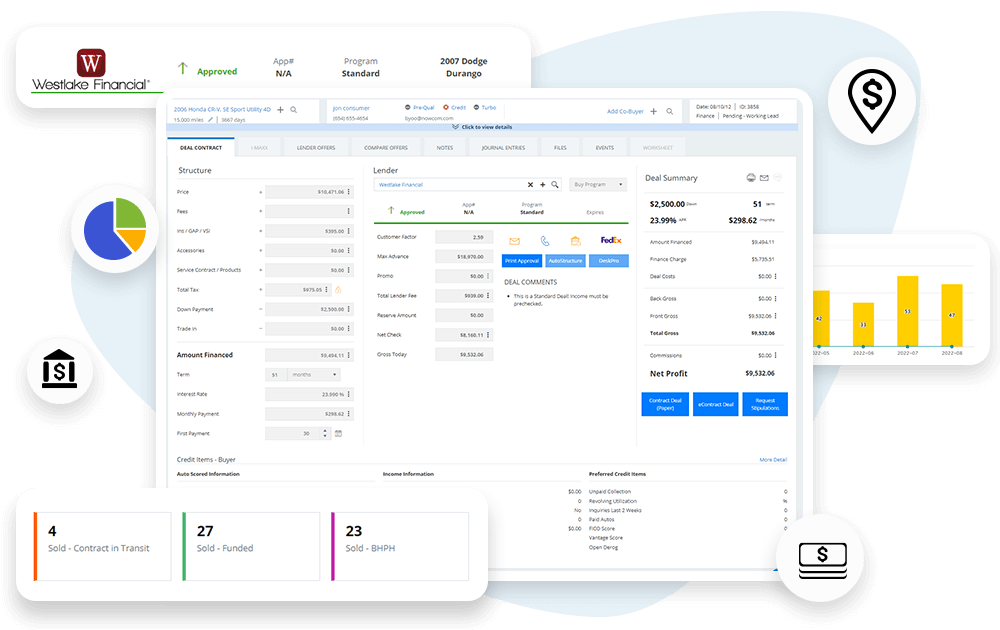 W
Westlake Financial
Approved
App#
N/A
Program
Standard
2007 Dodge
Durango
2006 Honda CR-V, SE Sport Utility 4D
15,000 miles | 3867 days
Jon consumer
(654) 655-4654
Pre-Qual Credit Turbo
byoo@nowcom.com
Add Co-Buyer
Date: 08/10/12 | ID: 3858
Finance | Pending - Working Lead
Click to view details
DEAL CONTRACT
I-MAXX
LENDER OFFERS
COMPARE OFFERS
NOTES
JOURNAL ENTRIES
FILES
EVENTS
WORKSHEET
Structure
Price $10,471.06
Fees
Ins / GAP / VSI $395.00
Accessories $0.00
Service Contract / Products $0.00
Total Tax $975.05
Down Payment $2,500.00
Trade In $0.00
Amount Financed $9,494.11
Term 51 months
Interest Rate 23.990 %
Monthly Payment $298.62
First Payment 30
Lender
Westlake Financial
Buy Program
Approved
App#
N/A
Program
Standard
Expires
Customer Factor 2.59
Max Advance $18,970.00
Promo $0.00
Total Lender Fee $939.00
Reserve Amount $0.00
Net Check $8,160.11
Gross Today $9,532.06
FedEx
Print Approval
AutoStructure
DeskPro
DEAL COMMENTS
This is a Standard Deal! Income must be
prechecked.
Deal Summary
$2,500.00 Down
51 term
23.99% APR
$298.62 /months
Amount Financed $9,494.11
Finance Charge $5,735.51
Deal Costs $0.00
Back Gross $0.00
Front Gross $9,532.06
Total Gross $9,532.06
Commissions $0.00
Net Profit $9,532.06
Contract Deal
(Paper)
eContract Deal
Request
Stipulations
Credit Items - Buyer
More Detail
Auto Scored Information
Income Information
Preferred Credit Items
$0.00
0
No
0
$0.00
Unpaid Collection 0
Revolving Utilization %
Inquiries Last 2 Weeks 0
Paid Autos 0
FICO Score 0
Vantage Score
Open Derog 0
42
33
53
47
2022-05
2022-06
2022-07
2022-08
4
Sold - Contract in Transit
27
Sold - Funded
23
Sold - BHPH
$
$
$